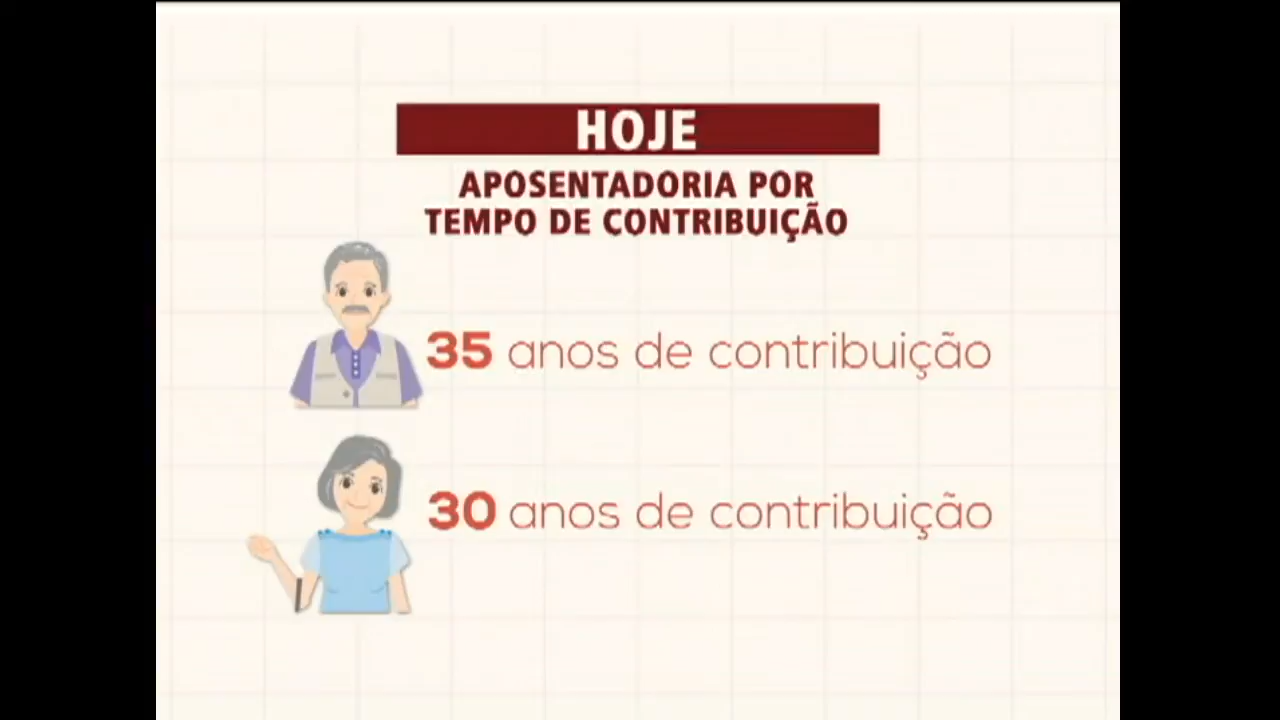 HOJE
APOSENTADORIA POR
TEMPO DE CONTRIBUIÇÃO
35 anos de contribuição
30 anos de contribuição